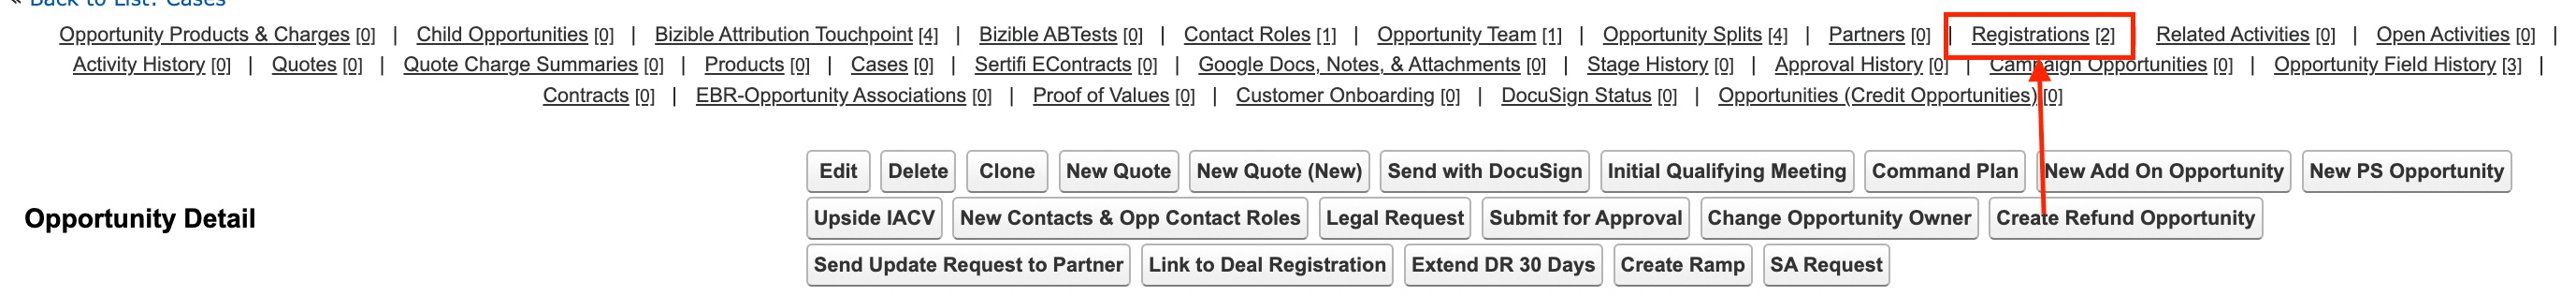 « Back to List: Cases
Opportunity Products & Charges [0] | Child Opportunities [0] | Bizible Attribution Touchpoint [4] | Bizible ABTests [0] | Contact Roles [1] | Opportunity Team [1] | Opportunity Splits [4] | Partners [0] | Registrations [2] Related Activities [0] | Open Activities [0] |
Activity History [0] | Quotes [0] | Quote Charge Summaries [0] | Products [0] | Cases [0] | Sertifi EContracts [0] | Google Docs, Notes, & Attachments [0] | Stage History [0] | Approval History [0] | Campaign Opportunities [0] | Opportunity Field History [3] |
Contracts [0] | EBR-Opportunity Associations [0] | Proof of Values [0] | Customer Onboarding [0] | DocuSign Status [0] | Opportunities (Credit Opportunities) [0]
Edit Delete Clone New Quote New Quote (New) Send with DocuSign Initial Qualifying Meeting Command Plan New Add On Opportunity New PS Opportunity
Opportunity Detail Upside IACV New Contacts & Opp Contact Roles Legal Request Submit for Approval Change Opportunity Owner Create Refund Opportunity
Send Update Request to Partner Link to Deal Registration Extend DR 30 Days Create Ramp SA Request